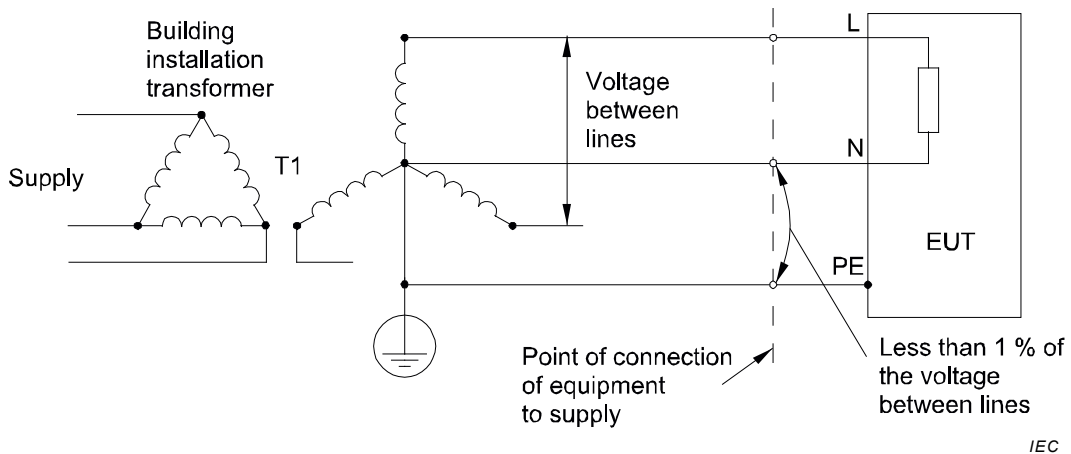 Building
installation
transformer
L
Voltage
between
lines
T1
N
Supply
EUT
PE
Point of connection
of equipment
to supply
Less than 1 % of
the voltage
between lines
IEC